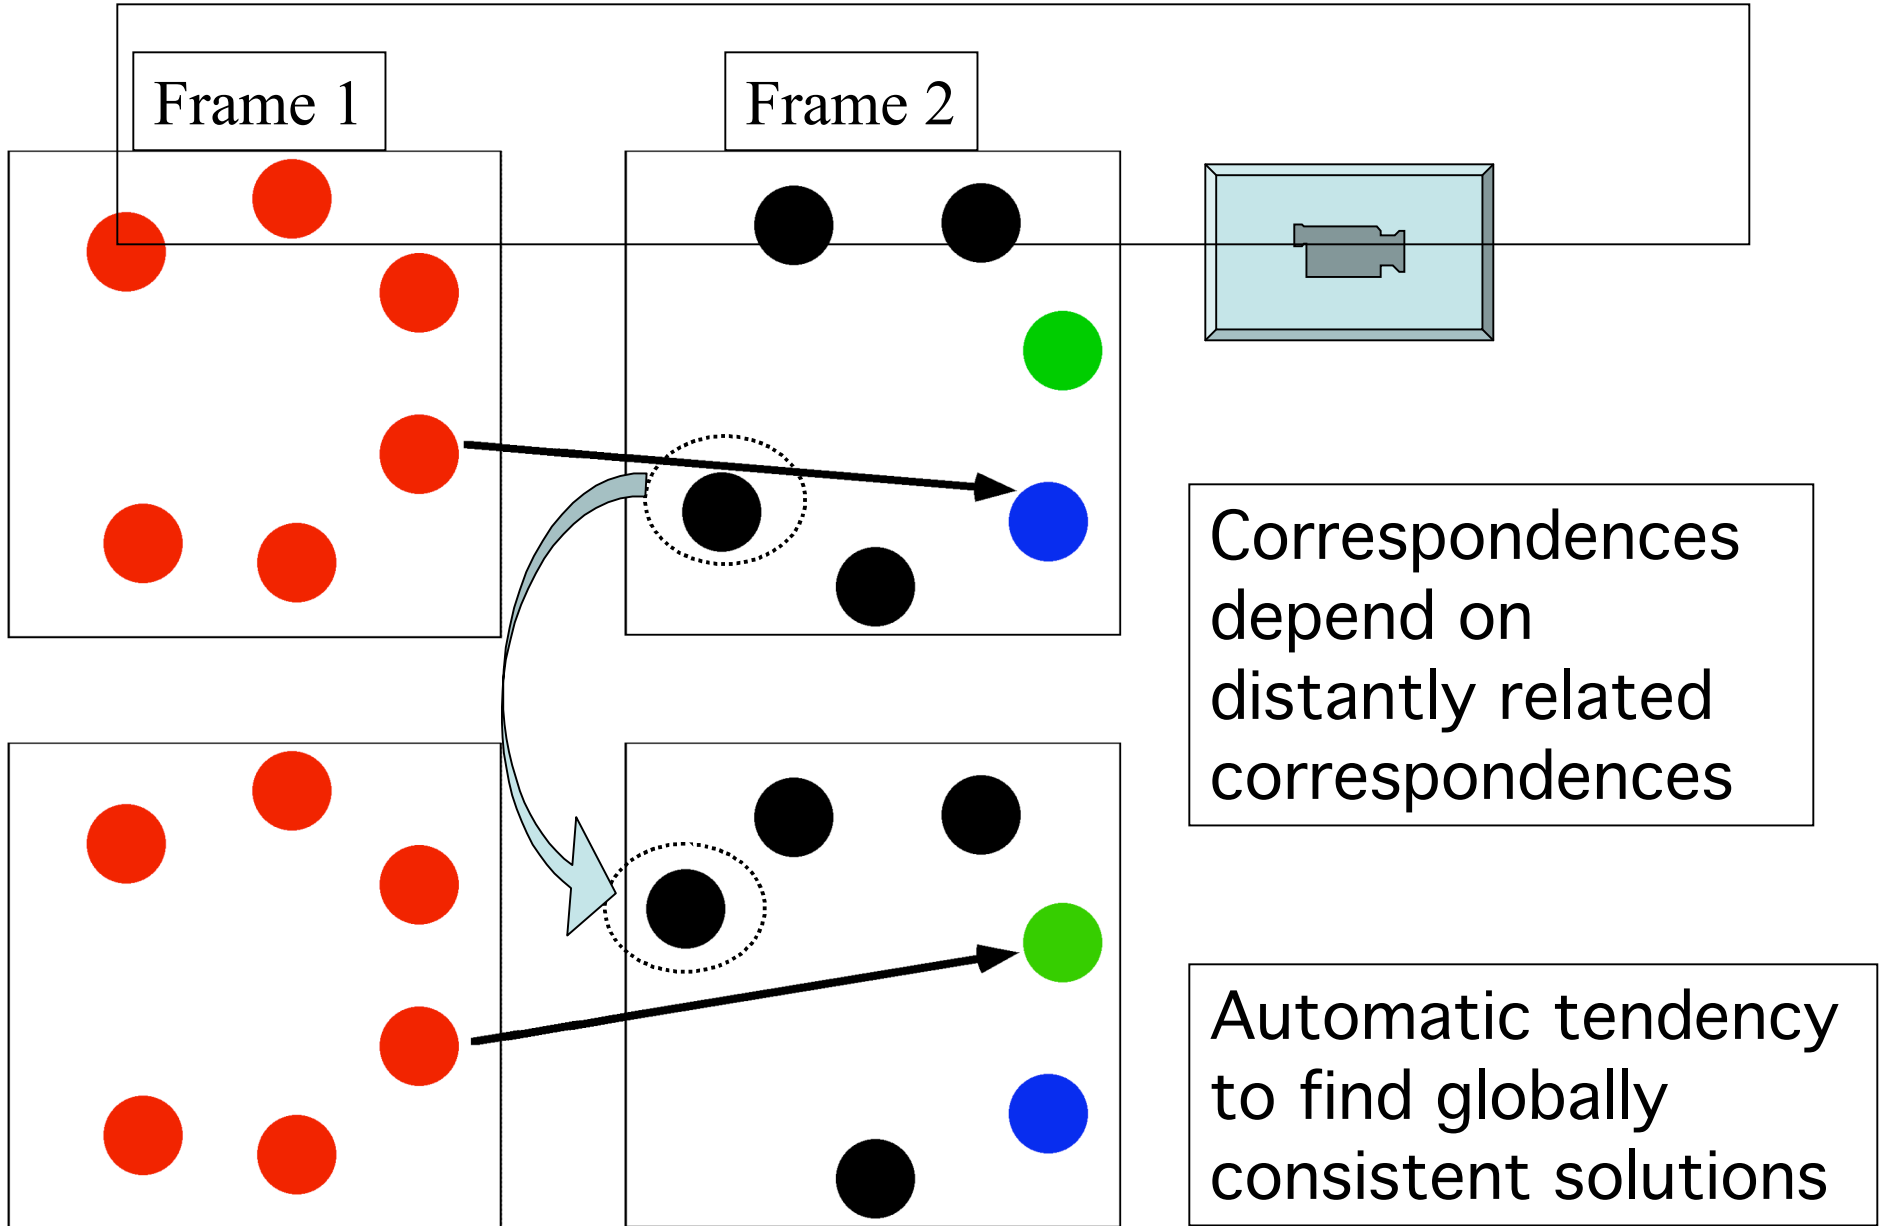 Frame 1
Frame 2
Correspondences
depend on
distantly related
correspondences
Automatic tendency
to find globally
consistent solutions